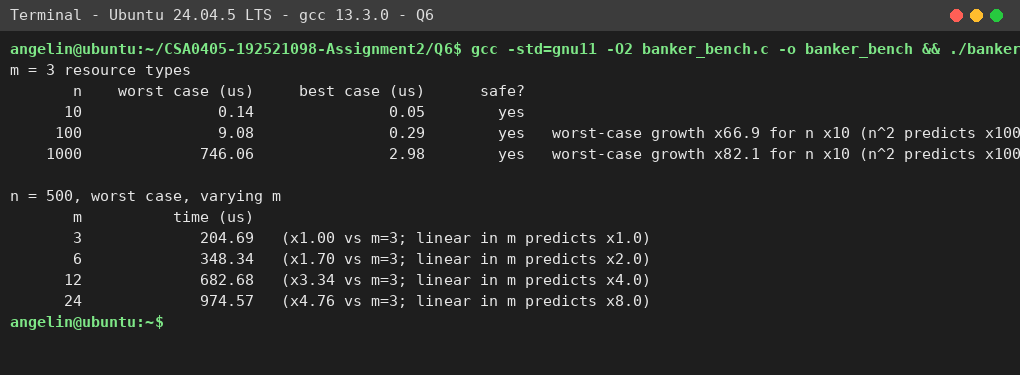 Terminal - Ubuntu 24.04.5 LTS - gcc 13.3.0 - Q6
angelin@ubuntu:~/CSA0405-192521098-Assignment2/Q6$ gcc -std=gnu11 -O2 banker_bench.c -o banker_bench && ./banker
m = 3 resource types
n worst case (us) best case (us) safe?
10 0.14 0.05 yes
100 9.08 0.29 yes worst-case growth x66.9 for n x10 (n^2 predicts x100
1000 746.06 2.98 yes worst-case growth x82.1 for n x10 (n^2 predicts x100
n = 500, worst case, varying m
m time (us)
3 204.69 (x1.00 vs m=3; linear in m predicts x1.0)
6 348.34 (x1.70 vs m=3; linear in m predicts x2.0)
12 682.68 (x3.34 vs m=3; linear in m predicts x4.0)
24 974.57 (x4.76 vs m=3; linear in m predicts x8.0)
angelin@ubuntu:~$